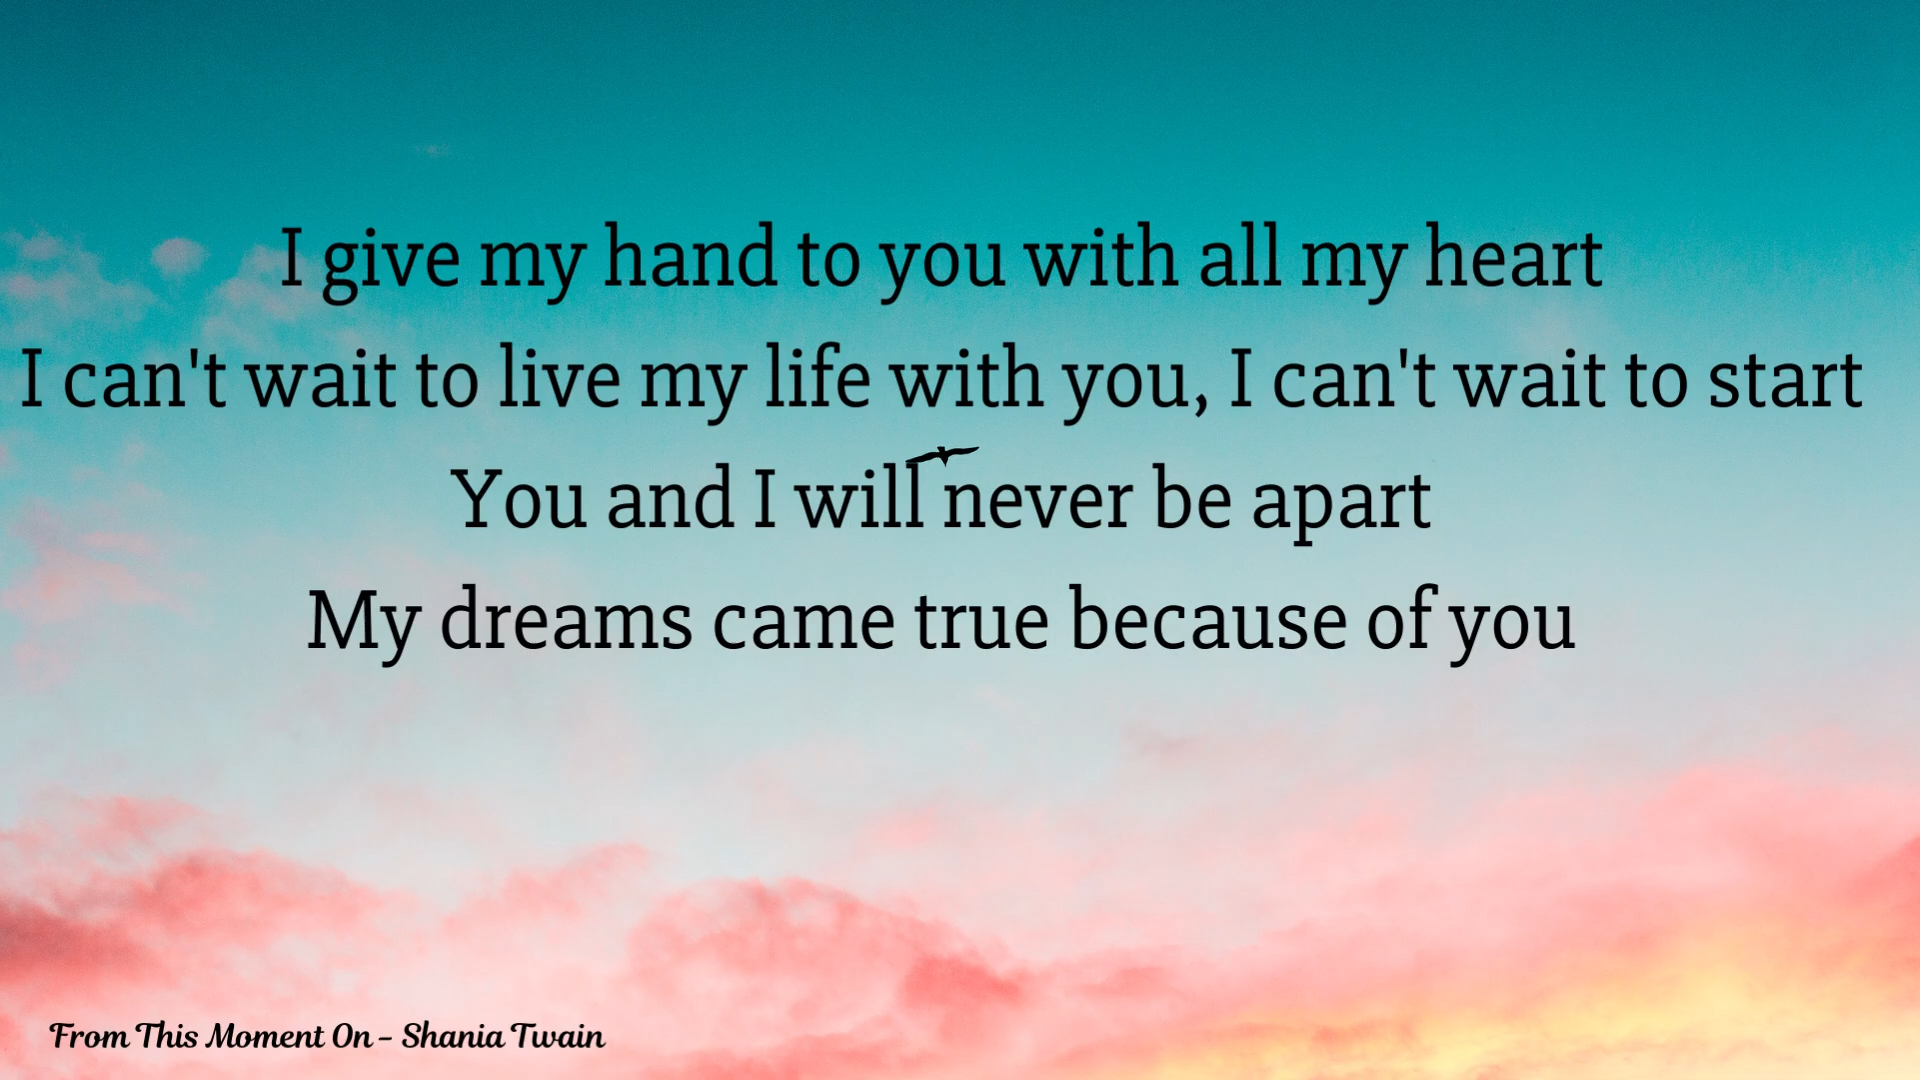 I give my hand to you with all my heart
I can't wait to live my life with you, I can't wait to start
You and I will never be apart
My dreams came true because of you
From This Moment On - Shania Twain